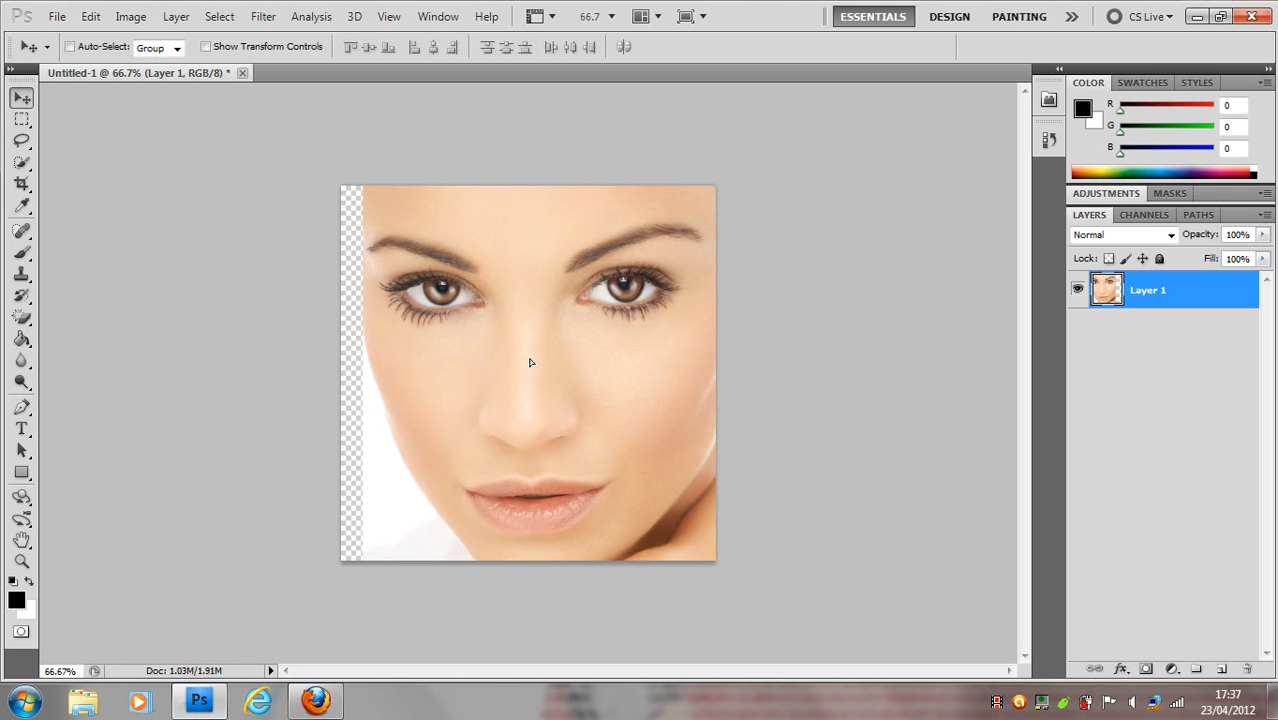 Ps File Edit Image Layer Select Filter Analysis 3D View Window Help 66.7 ESSENTIALS DESIGN PAINTING CS Live
Auto-Select: Group Show Transform Controls
Untitled-1 @ 66.7% (Layer 1, RGB/8) *
COLOR SWATCHES STYLES
R 0
G 0
B 0
ADJUSTMENTS MASKS
LAYERS CHANNELS PATHS
Normal Opacity: 100%
Lock: Fill: 100%
Layer 1
T
66.67% Doc: 1.03M/1.91M
fx
Ps
17:37
23/04/2012